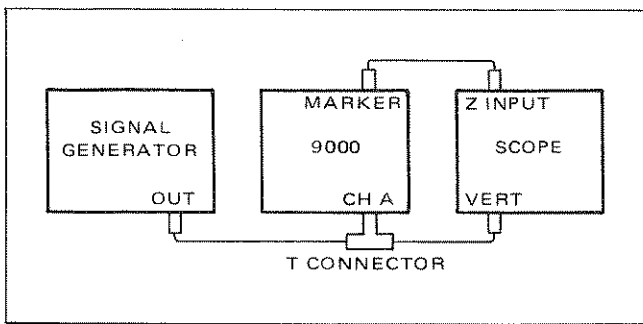 MARKER
Z INPUT
SIGNAL
GENERATOR
9000
SCOPE
OUT
CH A
VERT
T CONNECTOR